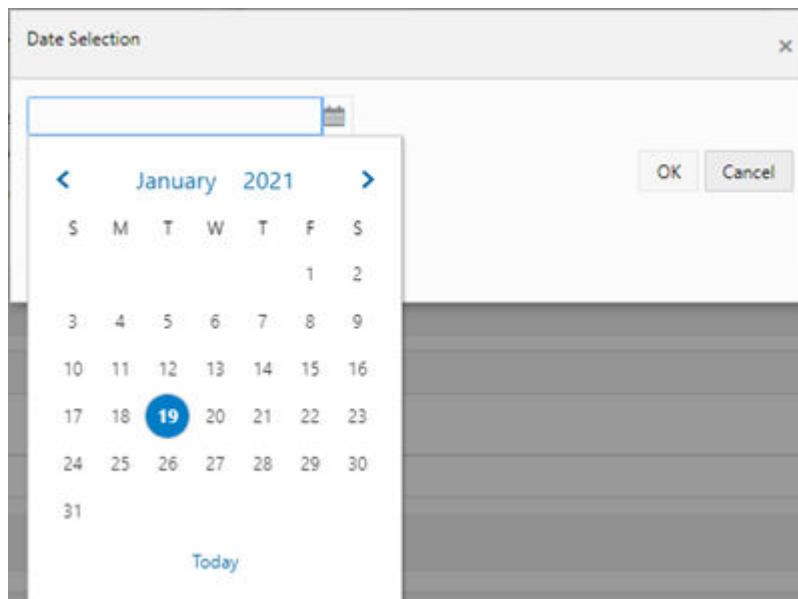 Date Selection ×
OK Cancel
January 2021
S M T W T F S
1 2
3 4 5 6 7 8 9
10 11 12 13 14 15 16
17 18 19 20 21 22 23
24 25 26 27 28 29 30
31
Today